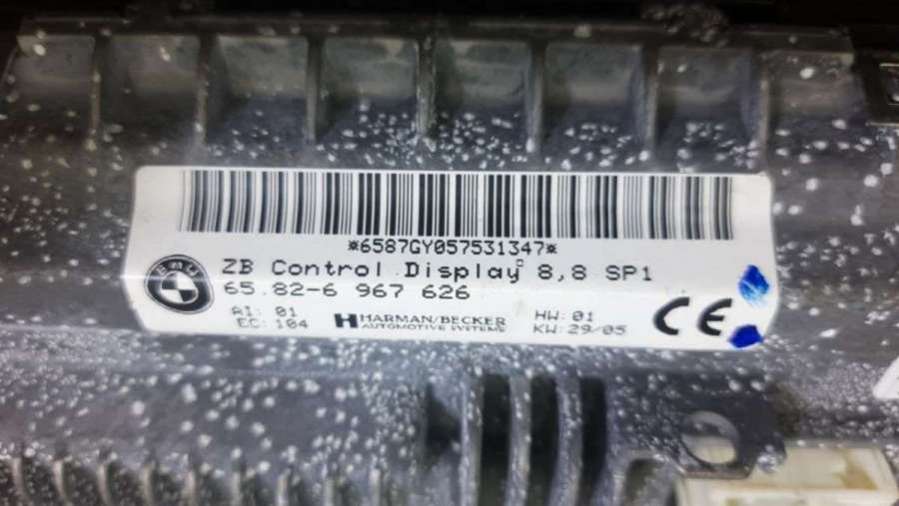 *6587GY057531347*
BMW
ZB Control Display 8,8 SP1
65.82-6 967 626
AI: 01
EC: 104
H HARMAN/BECKER
AUTOMOTIVE SYSTEMS
HW: 01
KW: 29/05
CE